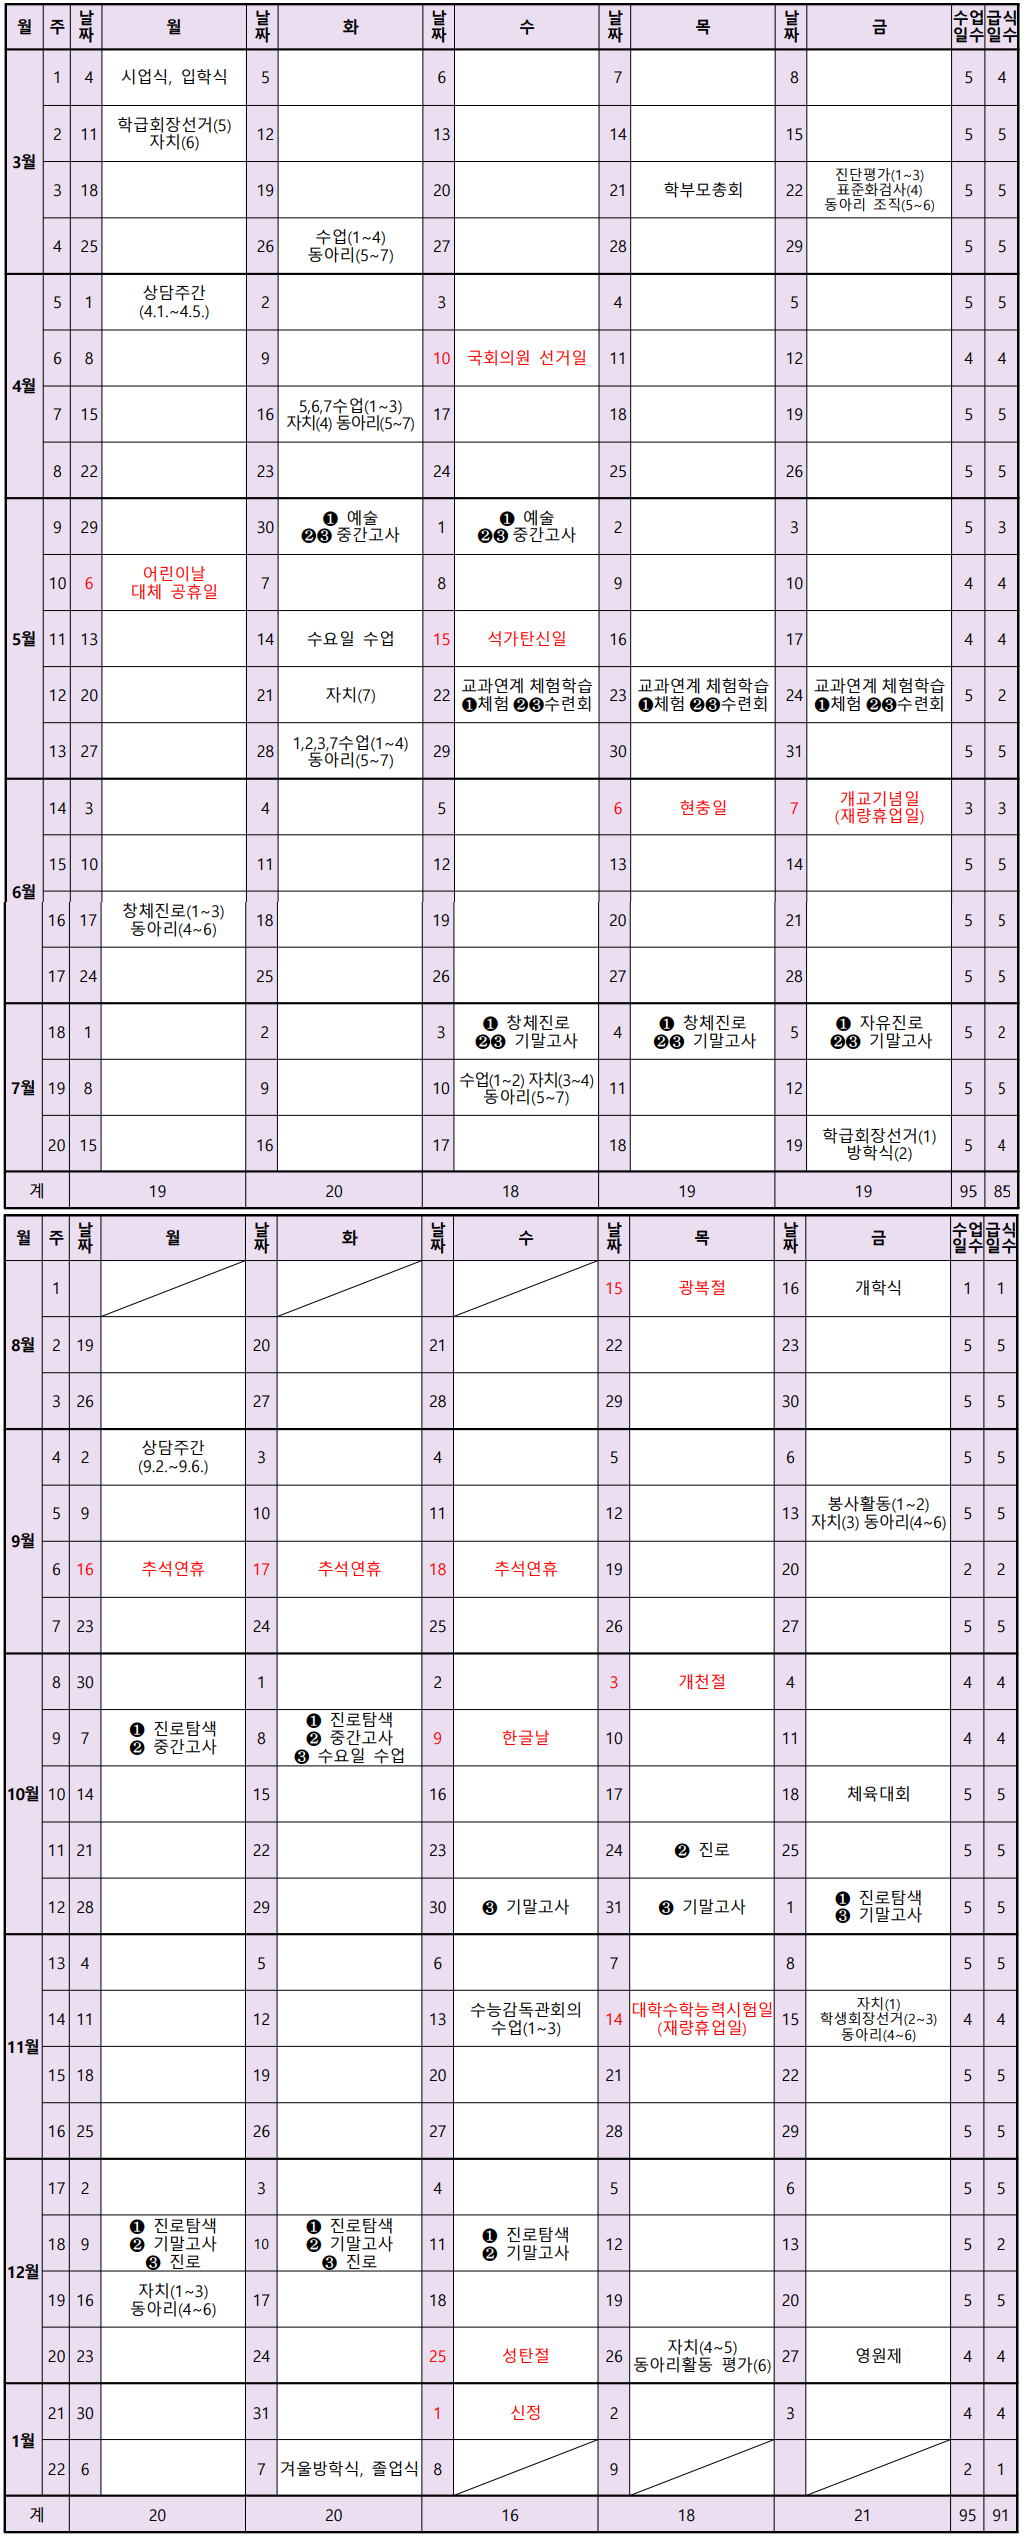 월 주 날짜 월 날짜 화 날짜 수 날짜 목 날짜 금 수업일수 급식일수
3월
1 4 시업식, 입학식 5 6 7 8 5 4
2 11 학급회장선거(5) 12 13 14 15 5 5
자치(6)
3 18 19 20 21 학부모총회 22 진단평가(1~3) 5 5
표준화검사(4)
동아리 조직(5~6)
4 25 26 수업(1~4) 27 28 29 5 5
동아리(5~7)
4월
5 1 상담주간 2 3 4 5 5 5
(4.1.~4.5.)
6 8 9 10 국회의원 선거일 11 12 4 4
7 15 16 5,6,7수업(1~3) 17 18 19 5 5
자치(4) 동아리(5~7)
8 22 23 24 25 26 5 5
5월
9 29 30 ❶ 예술 1 ❶ 예술 2 3 5 3
❷❸ 중간고사 ❷❸ 중간고사
10 6 어린이날 7 8 9 10 4 4
대체 공휴일
11 13 14 수요일 수업 15 석가탄신일 16 17 4 4
12 20 21 자치(7) 22 교과연계 체험학습 23 교과연계 체험학습 24 교과연계 체험학습 5 2
❶체험 ❷❸수련회 ❶체험 ❷❸수련회 ❶체험 ❷❸수련회
13 27 28 1,2,3,7수업(1~4) 29 30 31 5 5
동아리(5~7)
6월
14 3 4 5 6 현충일 7 개교기념일 3 3
(재량휴업일)
15 10 11 12 13 14 5 5
16 17 창체진로(1~3) 18 19 20 21 5 5
동아리(4~6)
17 24 25 26 27 28 5 5
7월
18 1 2 3 ❶ 창체진로 4 ❶ 창체진로 5 ❶ 자유진로 5 2
❷❸ 기말고사 ❷❸ 기말고사 ❷❸ 기말고사
19 8 9 10 수업(1~2) 자치(3~4) 11 12 5 5
동아리(5~7)
20 15 16 17 18 19 학급회장선거(1) 5 4
방학식(2)
계 19 20 18 19 19 95 85
월 주 날짜 월 날짜 화 날짜 수 날짜 목 날짜 금 수업일수 급식일수
8월
1 15 광복절 16 개학식 1 1
2 19 20 21 22 23 5 5
3 26 27 28 29 30 5 5
9월
4 2 상담주간 3 4 5 6 5 5
(9.2.~9.6.)
5 9 10 11 12 13 봉사활동(1~2) 5 5
자치(3) 동아리(4~6)
6 16 추석연휴 17 추석연휴 18 추석연휴 19 20 2 2
7 23 24 25 26 27 5 5
10월
8 30 1 2 3 개천절 4 4 4
9 7 ❶ 진로탐색 8 ❶ 진로탐색 9 한글날 10 11 4 4
❷ 중간고사 ❷ 중간고사
❸ 수요일 수업
10 14 15 16 17 18 체육대회 5 5
11 21 22 23 24 ❷ 진로 25 5 5
12 28 29 30 ❸ 기말고사 31 ❸ 기말고사 1 ❶ 진로탐색 5 5
❸ 기말고사
11월
13 4 5 6 7 8 5 5
14 11 12 13 수능감독관회의 14 대학수학능력시험일 15 자치(1) 4 4
수업(1~3) (재량휴업일) 학생회장선거(2~3)
동아리(4~6)
15 18 19 20 21 22 5 5
16 25 26 27 28 29 5 5
12월
17 2 3 4 5 6 5 5
18 9 ❶ 진로탐색 10 ❶ 진로탐색 11 ❶ 진로탐색 12 13 5 2
❷ 기말고사 ❷ 기말고사 ❷ 기말고사
❸ 진로 ❸ 진로
19 16 자치(1~3) 17 18 19 20 5 5
동아리(4~6)
20 23 24 25 성탄절 26 자치(4~5) 27 영원제 4 4
동아리활동 평가(6)
1월
21 30 31 1 신정 2 3 4 4
22 6 7 겨울방학식, 졸업식 8 9 2 1
계 20 20 16 18 21 95 91